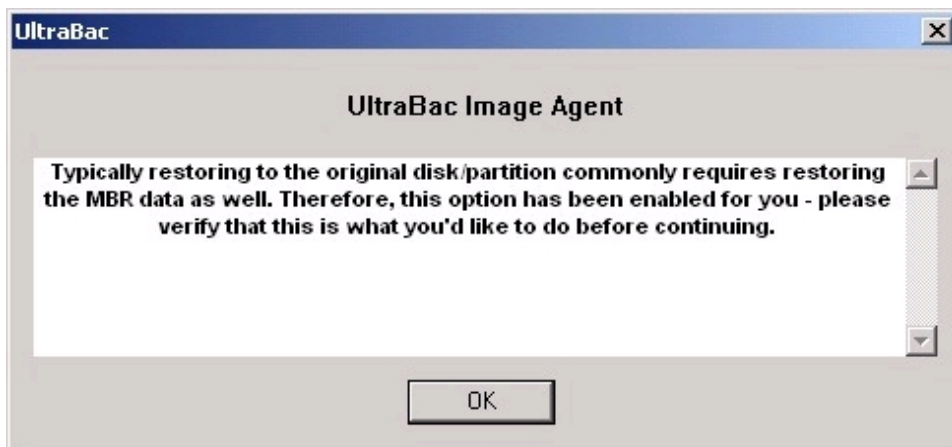 UltraBac
UltraBac Image Agent
Typically restoring to the original disk/partition commonly requires restoring
the MBR data as well. Therefore, this option has been enabled for you - please
verify that this is what you'd like to do before continuing.
OK